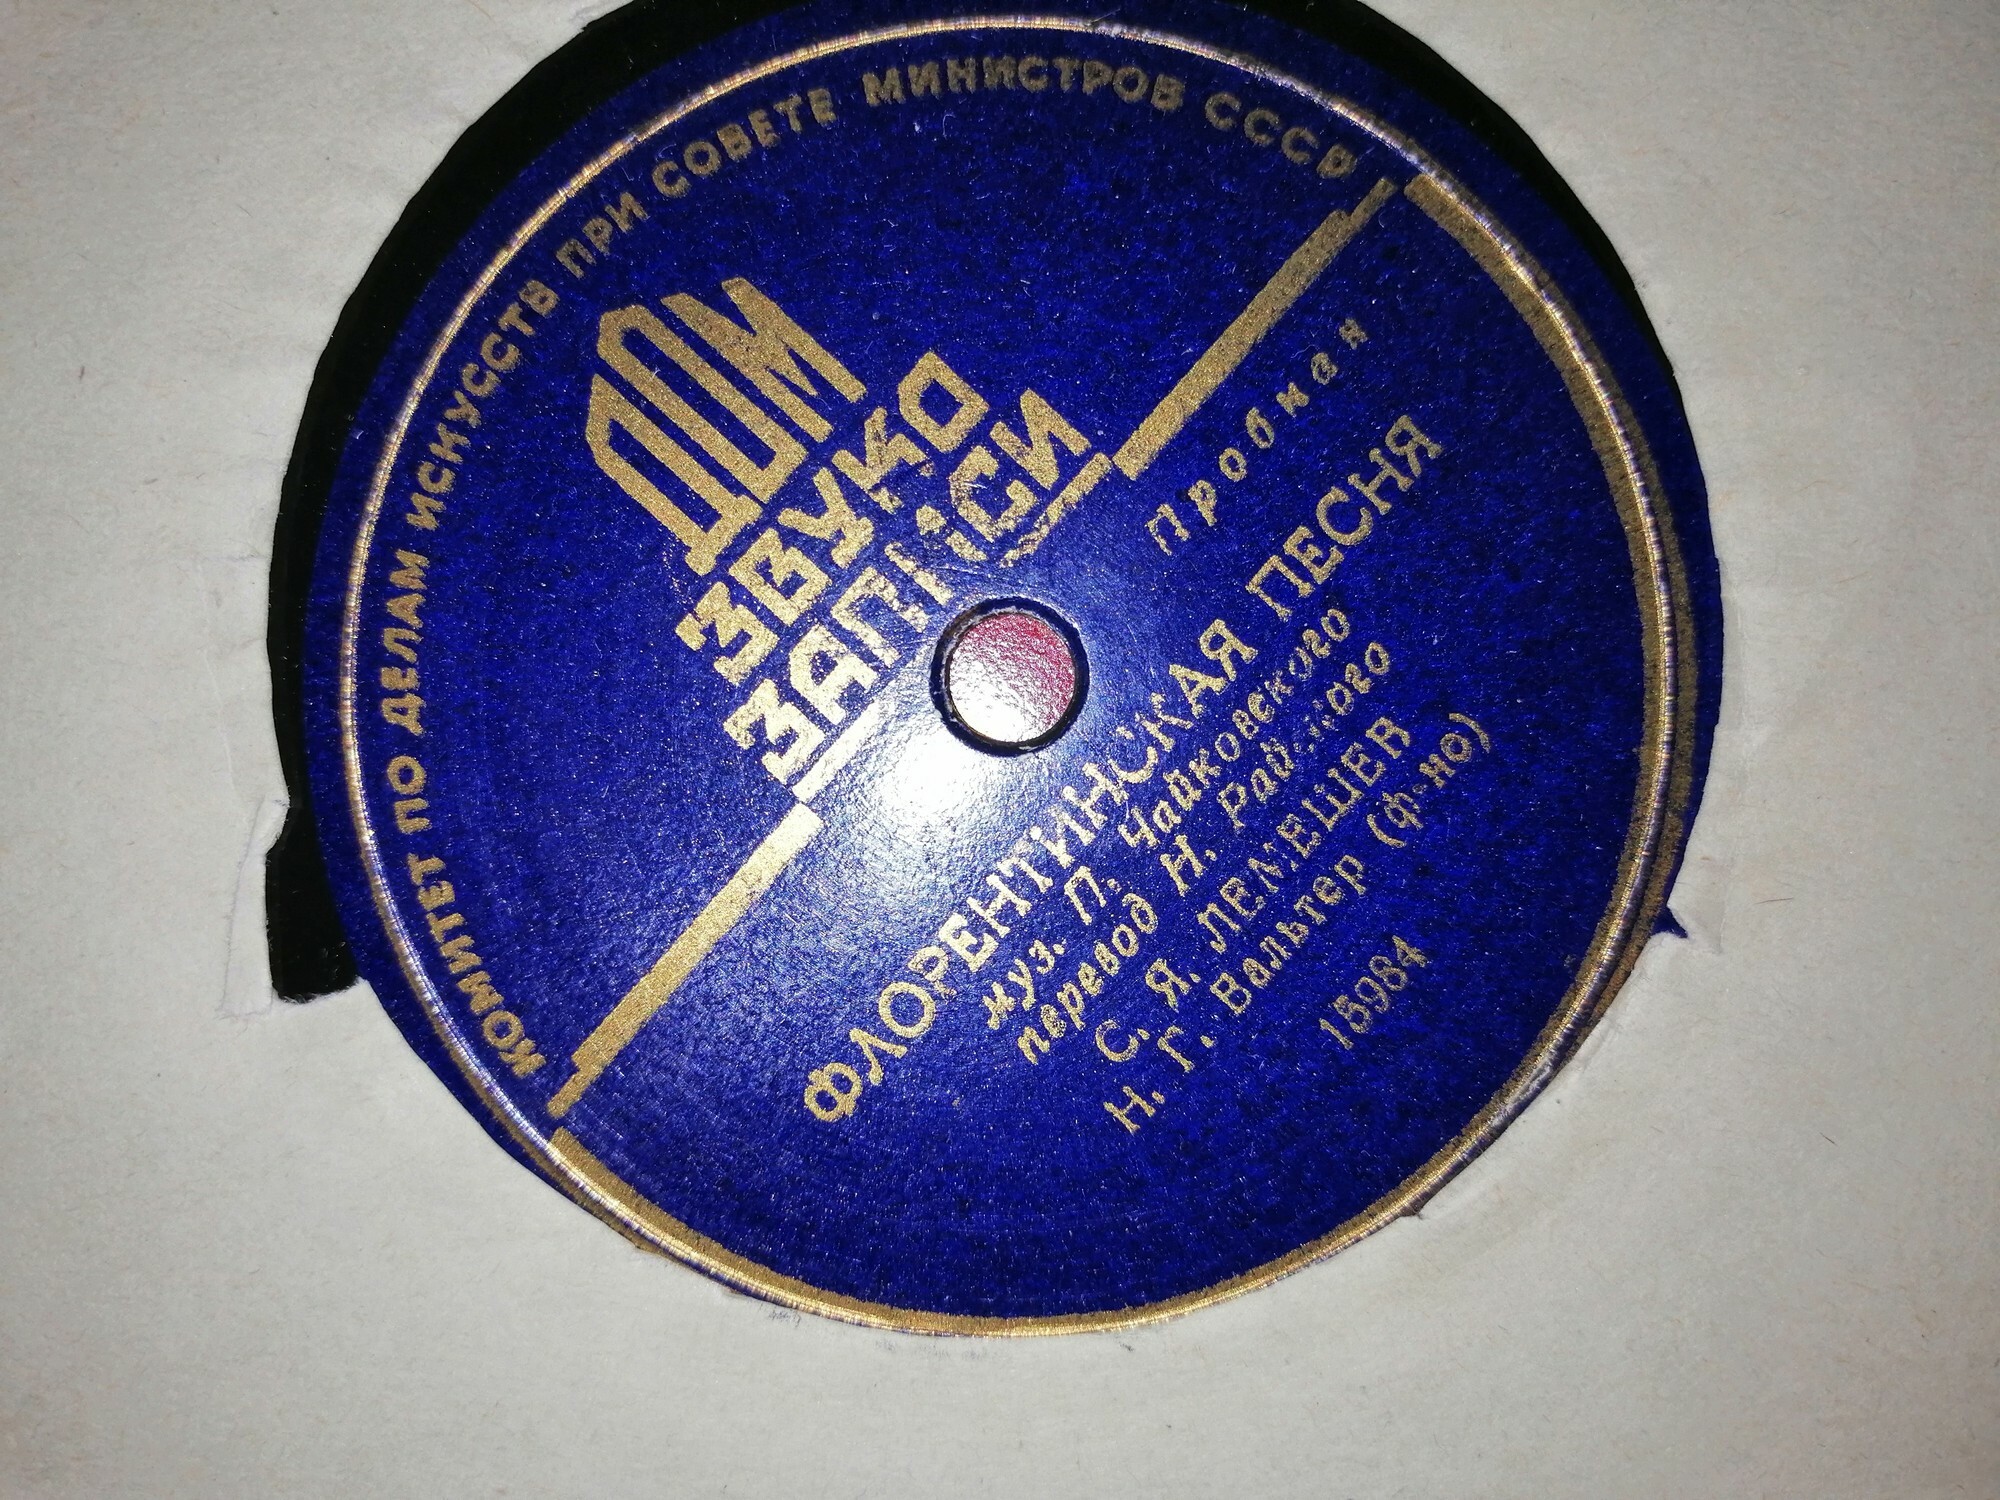 КОМИТЕТ ПО ДЕЛАМ ИСКУССТВ ПРИ СОВЕТЕ МИНИСТРОВ СССР
ДОМ
ЗВУКО
ЗАПИСИ
Пробная
ФЛОРЕНТИНСКАЯ ПЕСНЯ
муз. П. Чайковского
перевод Н. Райского
С. Я. ЛЕМЕШЕВ
Н. Г. Вальтер (ф-но)
15984